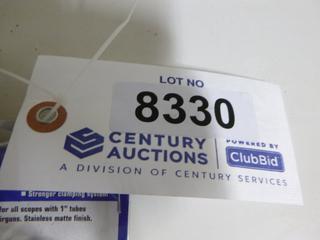 LOT NO
8330
CENTURY
AUCTIONS
POWERED BY
ClubBid
A DIVISION OF CENTURY SERVICES
Stronger clamping system
for all scopes with 1" tubes
irguns. Stainless matte finish.